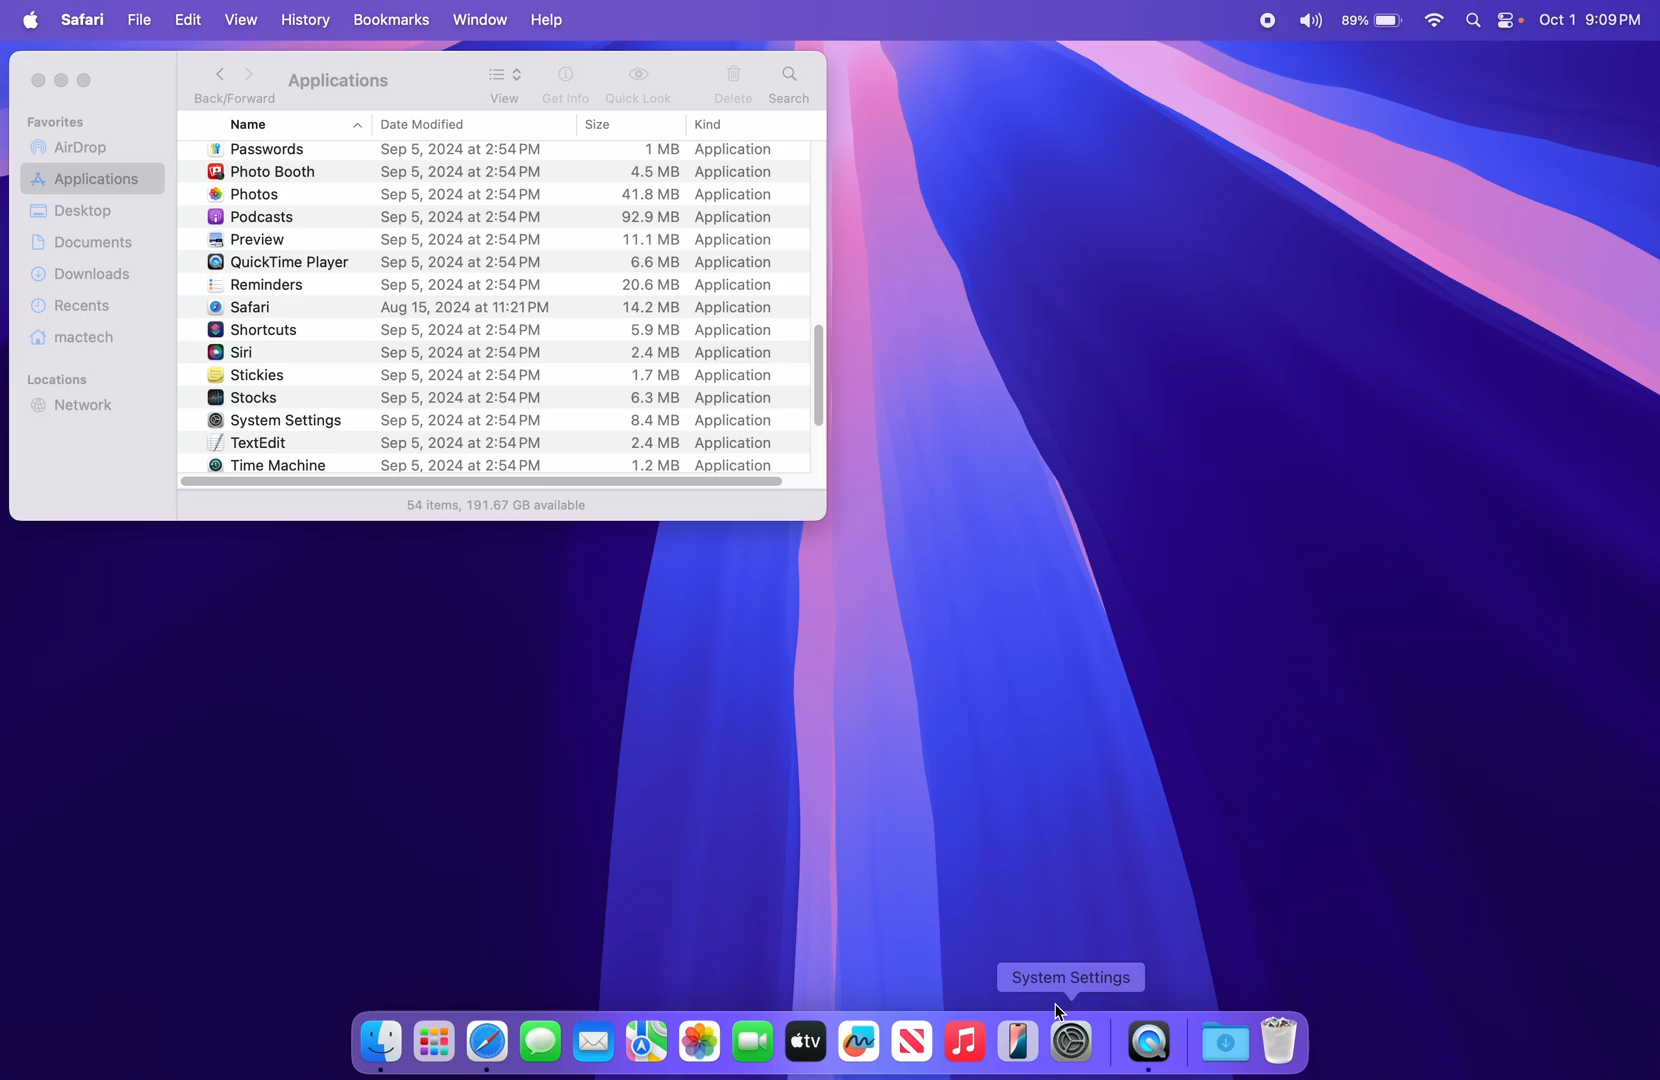 Safari File Edit View History Bookmarks Window Help 89% Oct 1 9:09 PM
Applications
Back/Forward View Get Info Quick Look Delete Search
Favorites
AirDrop
Applications
Desktop
Documents
Downloads
Recents
mactech
Locations
Network
Name Date Modified Size Kind
Passwords Sep 5, 2024 at 2:54 PM 1 MB Application
Photo Booth Sep 5, 2024 at 2:54 PM 4.5 MB Application
Photos Sep 5, 2024 at 2:54 PM 41.8 MB Application
Podcasts Sep 5, 2024 at 2:54 PM 92.9 MB Application
Preview Sep 5, 2024 at 2:54 PM 11.1 MB Application
QuickTime Player Sep 5, 2024 at 2:54 PM 6.6 MB Application
Reminders Sep 5, 2024 at 2:54 PM 20.6 MB Application
Safari Aug 15, 2024 at 11:21 PM 14.2 MB Application
Shortcuts Sep 5, 2024 at 2:54 PM 5.9 MB Application
Siri Sep 5, 2024 at 2:54 PM 2.4 MB Application
Stickies Sep 5, 2024 at 2:54 PM 1.7 MB Application
Stocks Sep 5, 2024 at 2:54 PM 6.3 MB Application
System Settings Sep 5, 2024 at 2:54 PM 8.4 MB Application
TextEdit Sep 5, 2024 at 2:54 PM 2.4 MB Application
Time Machine Sep 5, 2024 at 2:54 PM 1.2 MB Application
54 items, 191.67 GB available
System Settings
tv